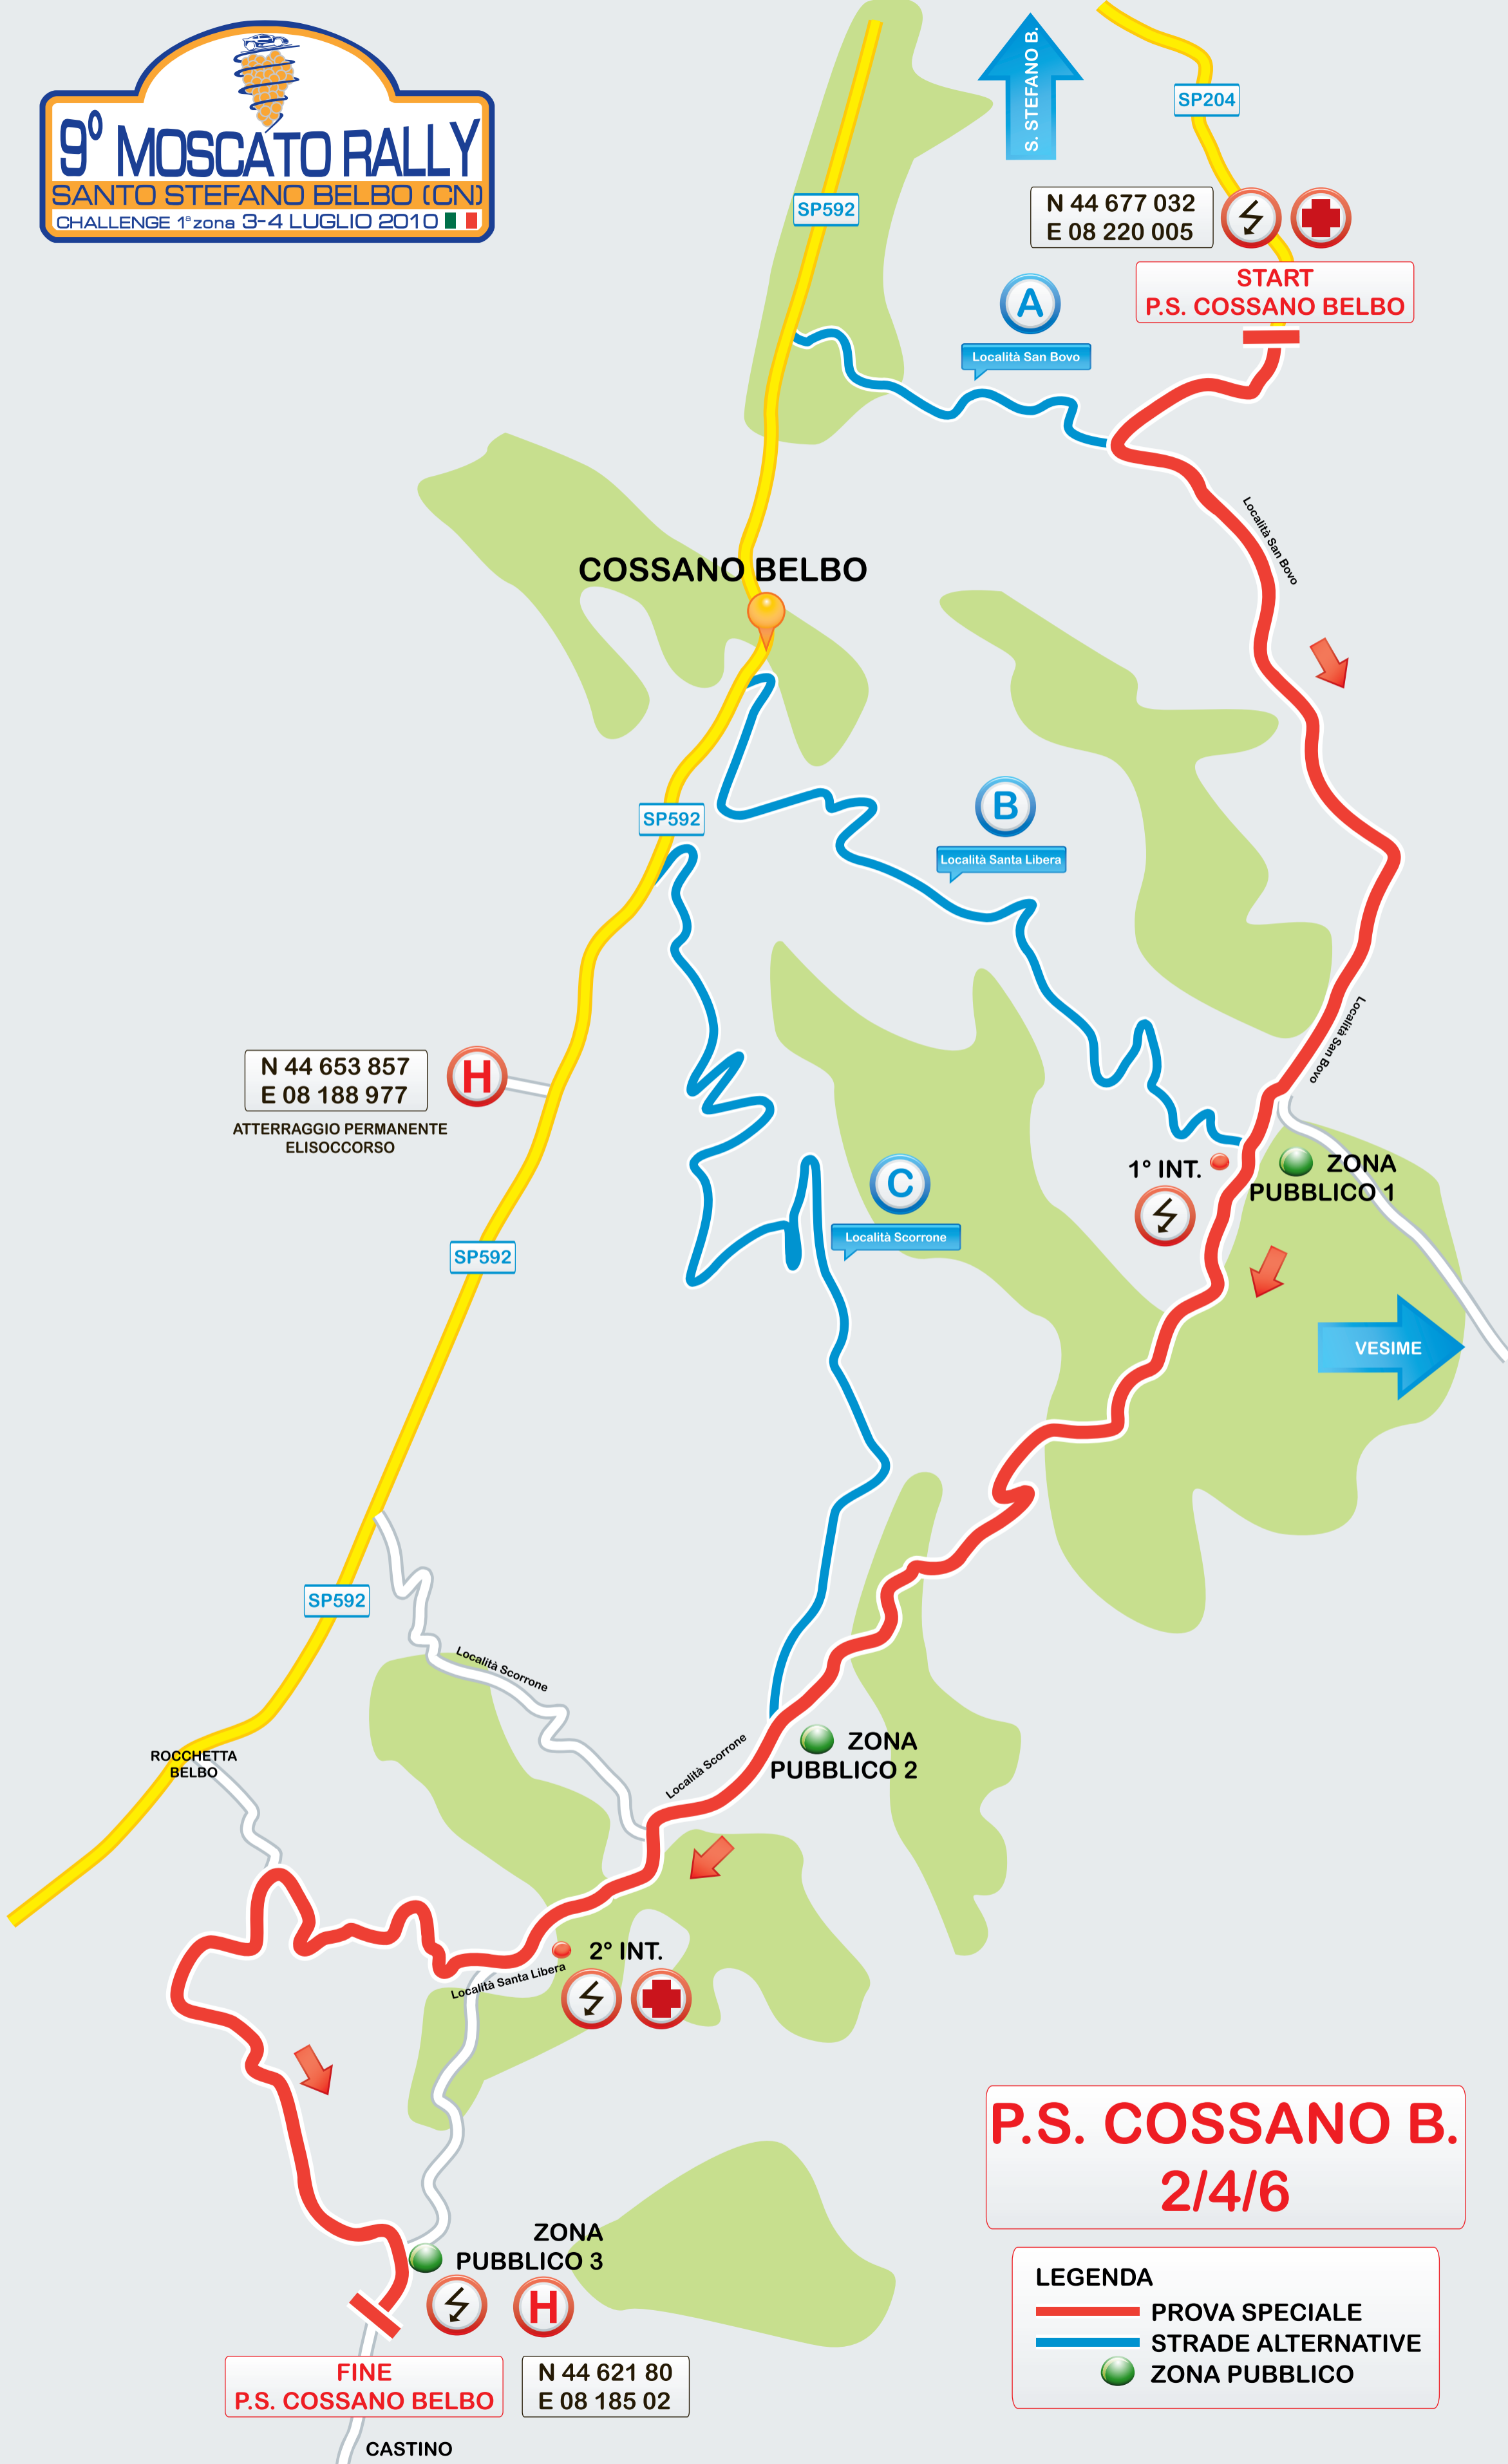 9° MOSCATO RALLY
SANTO STEFANO BELBO (CN)
CHALLENGE 1ª zona 3-4 LUGLIO 2010
S. STEFANO B.
SP204
SP592
N 44 677 032
E 08 220 005
START
P.S. COSSANO BELBO
A
Località San Bovo
Località San Bovo
COSSANO BELBO
SP592
B
Località Santa Libera
Località San Bovo
N 44 653 857
E 08 188 977
H
ATTERRAGGIO PERMANENTE
ELISOCCORSO
1° INT.
ZONA
PUBBLICO 1
C
Località Scorrone
SP592
VESIME
SP592
Località Scorrone
Località Scorrone
ZONA
PUBBLICO 2
ROCCHETTA
BELBO
2° INT.
Località Santa Libera
P.S. COSSANO B.
2/4/6
ZONA
PUBBLICO 3
H
LEGENDA
PROVA SPECIALE
STRADE ALTERNATIVE
ZONA PUBBLICO
FINE
P.S. COSSANO BELBO
N 44 621 80
E 08 185 02
CASTINO